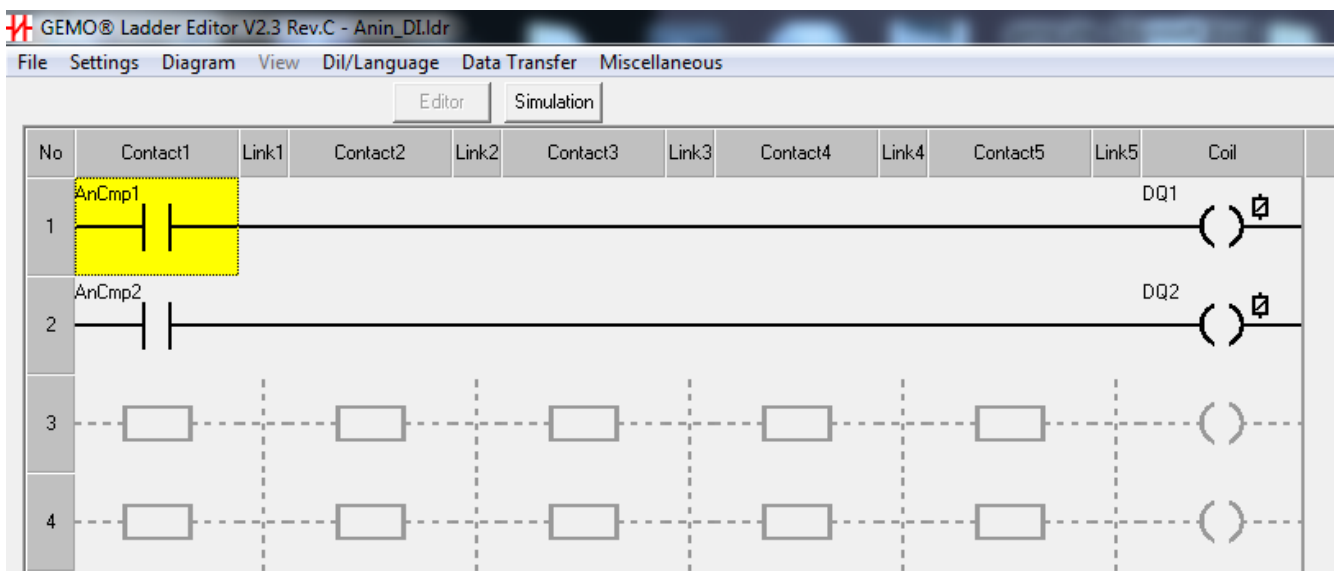 GEMO® Ladder Editor V2.3 Rev.C - Anin_DI.ldr
File Settings Diagram View Dil/Language Data Transfer Miscellaneous
Editor Simulation
No Contact1 Link1 Contact2 Link2 Contact3 Link3 Contact4 Link4 Contact5 Link5 Coil
AnCmp1 DQ1
1
AnCmp2 DQ2
2
3
4